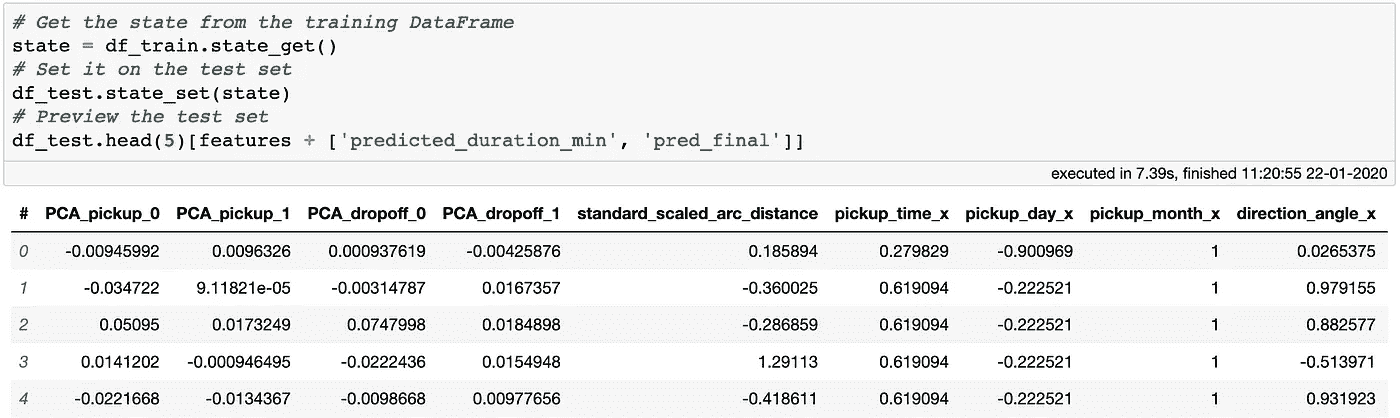 # Get the state from the training DataFrame
state = df_train.state_get()
# Set it on the test set
df_test.state_set(state)
# Preview the test set
df_test.head(5)[features + ['predicted_duration_min', 'pred_final']]
executed in 7.39s, finished 11:20:55 22-01-2020
# PCA_pickup_0 PCA_pickup_1 PCA_dropoff_0 PCA_dropoff_1 standard_scaled_arc_distance pickup_time_x pickup_day_x pickup_month_x direction_angle_x
0 -0.00945992 0.0096326 0.000937619 -0.00425876 0.185894 0.279829 -0.900969 1 0.0265375
1 -0.034722 9.11821e-05 -0.00314787 0.0167357 -0.360025 0.619094 -0.222521 1 0.979155
2 0.05095 0.0173249 0.0747998 0.0184898 -0.286859 0.619094 -0.222521 1 0.882577
3 0.0141202 -0.000946495 -0.0222436 0.0154948 1.29113 0.619094 -0.222521 1 -0.513971
4 -0.0221668 -0.0134367 -0.0098668 0.00977656 -0.418611 0.619094 -0.222521 1 0.931923